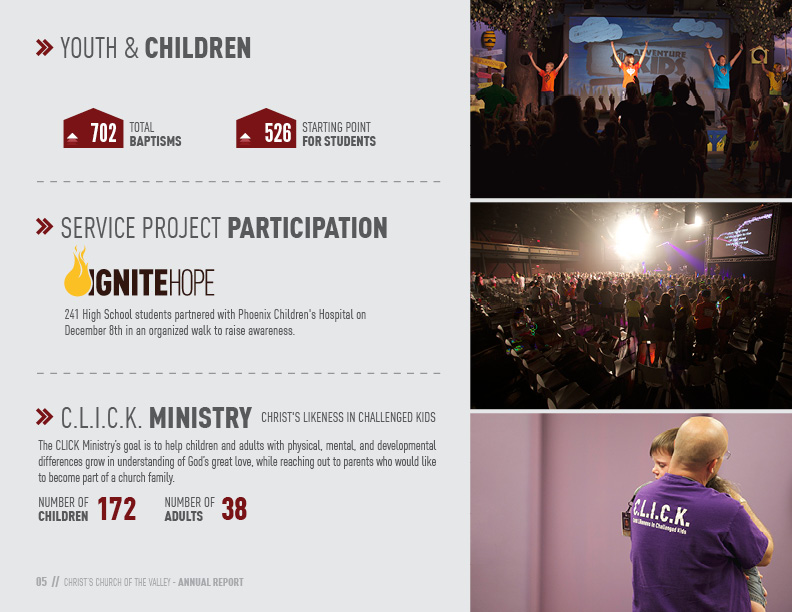 YOUTH & CHILDREN
702 TOTAL BAPTISMS
526 STARTING POINT FOR STUDENTS
SERVICE PROJECT PARTICIPATION
IGNITEHOPE
241 High School students partnered with Phoenix Children's Hospital on
December 8th in an organized walk to raise awareness.
C.L.I.C.K. MINISTRY CHRIST'S LIKENESS IN CHALLENGED KIDS
The CLICK Ministry's goal is to help children and adults with physical, mental, and developmental
differences grow in understanding of God's great love, while reaching out to parents who would like
to become part of a church family.
NUMBER OF CHILDREN 172
NUMBER OF ADULTS 38
05 // CHRIST'S CHURCH OF THE VALLEY - ANNUAL REPORT
ADVENTURE
KIDS
C.L.I.C.K.
Likeness In Challenged Kids